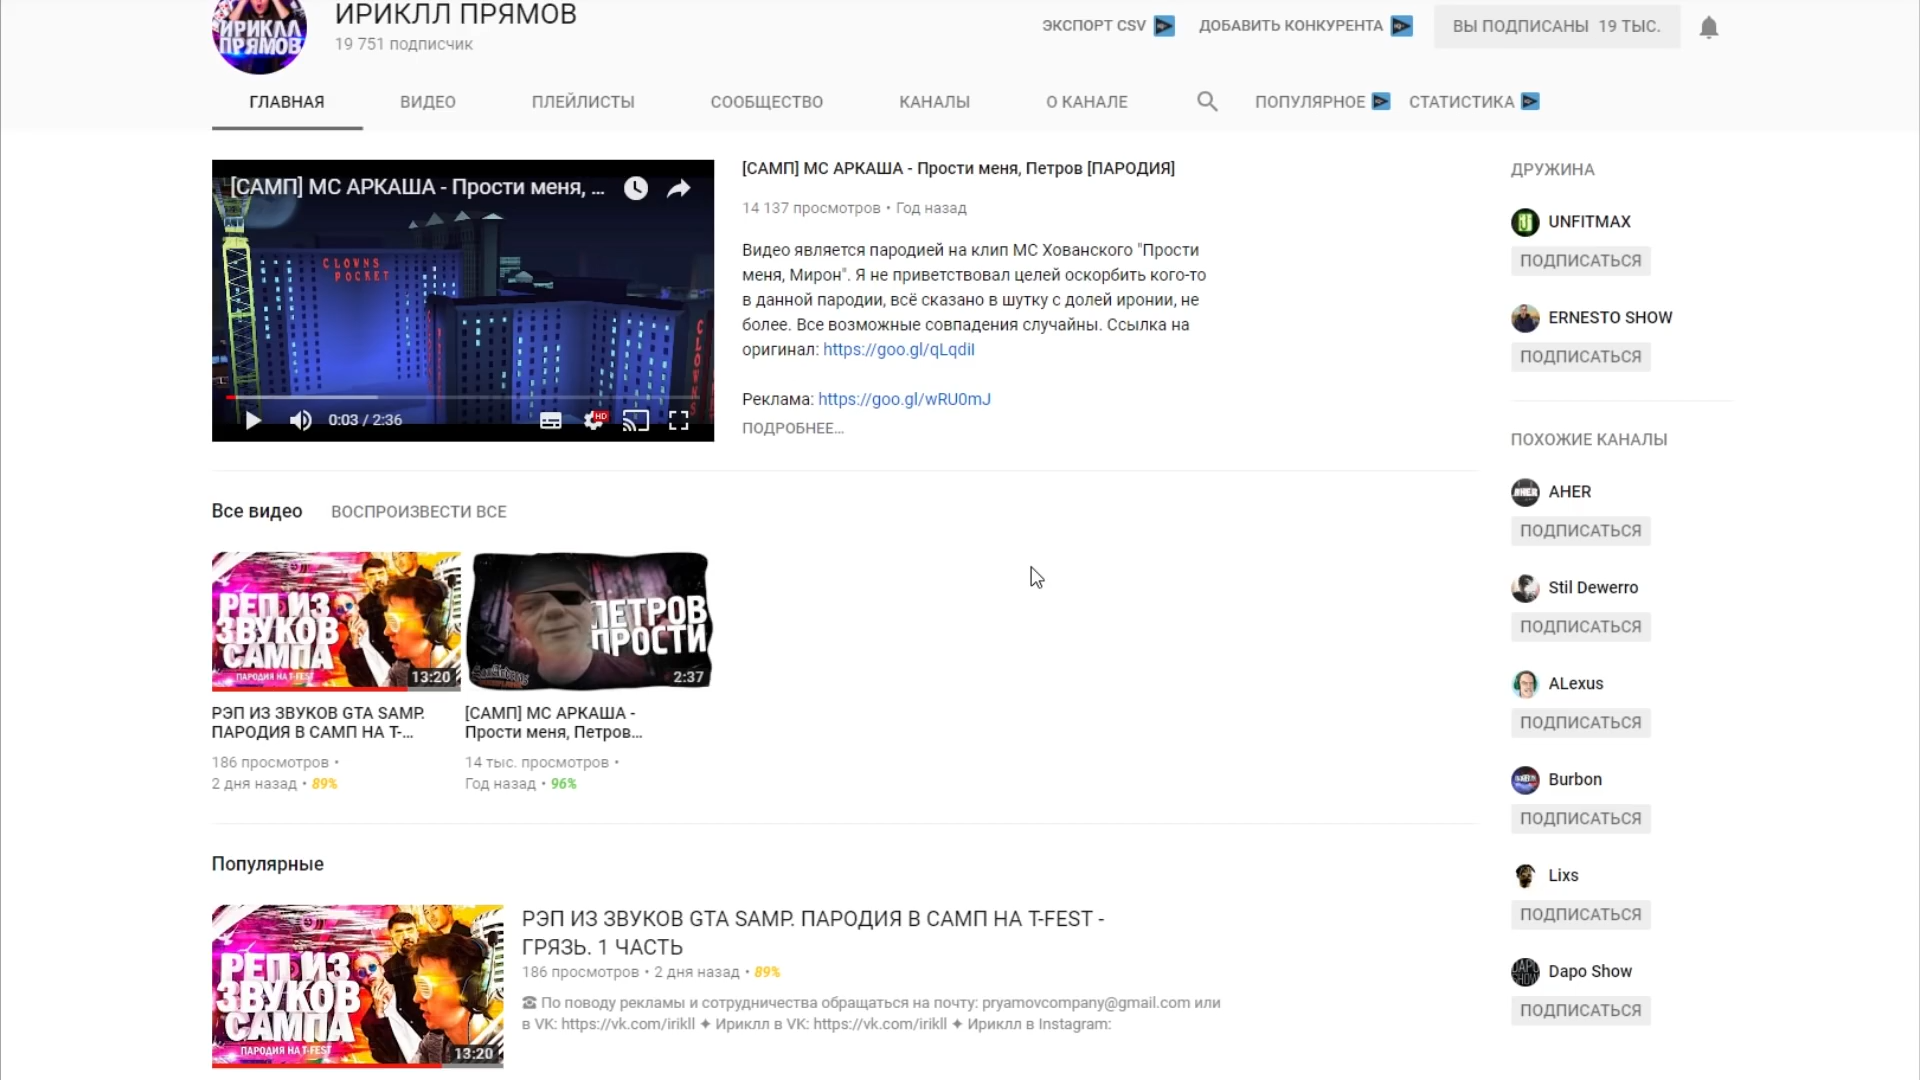 ИРИКЛЛ ПРЯМОВ
ИРИКЛЛ ПРЯМОВ
19 751 подписчик
ЭКСПОРТ CSV
ДОБАВИТЬ КОНКУРЕНТА
ВЫ ПОДПИСАНЫ 19 ТЫС.
ГЛАВНАЯ
ВИДЕО
ПЛЕЙЛИСТЫ
СООБЩЕСТВО
КАНАЛЫ
О КАНАЛЕ
ПОПУЛЯРНОЕ
СТАТИСТИКА
[САМП] МС АРКАША - Прости меня, ...
CLOWNS
POCKET
0:03 / 2:36
HD
[САМП] МС АРКАША - Прости меня, Петров [ПАРОДИЯ]
14 137 просмотров • Год назад
Видео является пародией на клип МС Хованского "Прости
меня, Мирон". Я не приветствовал целей оскорбить кого-то
в данной пародии, всё сказано в шутку с долей иронии, не
более. Все возможные совпадения случайны. Ссылка на
оригинал: https://goo.gl/qLqdiI
Реклама: https://goo.gl/wRU0mJ
ПОДРОБНЕЕ...
Все видео
ВОСПРОИЗВЕСТИ ВСЕ
РЕП ИЗ
ЗВУКОВ
САМПА
ПАРОДИЯ НА T-FEST
13:20
РЭП ИЗ ЗВУКОВ GTA SAMP.
ПАРОДИЯ В САМП НА T-...
186 просмотров •
2 дня назад • 89%
ПЕТРОВ
ПРОСТИ
2:37
[САМП] МС АРКАША -
Прости меня, Петров...
14 тыс. просмотров •
Год назад • 96%
Популярные
РЕП ИЗ
ЗВУКОВ
САМПА
ПАРОДИЯ НА T-FEST
13:20
РЭП ИЗ ЗВУКОВ GTA SAMP. ПАРОДИЯ В САМП НА T-FEST -
ГРЯЗЬ. 1 ЧАСТЬ
186 просмотров • 2 дня назад • 89%
☎ По поводу рекламы и сотрудничества обращаться на почту: pryamovcompany@gmail.com или
в VK: https://vk.com/irikll ✦ Ириклл в VK: https://vk.com/irikll ✦ Ириклл в Instagram:
ДРУЖИНА
UNFITMAX
ПОДПИСАТЬСЯ
ERNESTO SHOW
ПОДПИСАТЬСЯ
ПОХОЖИЕ КАНАЛЫ
AHER
ПОДПИСАТЬСЯ
Stil Dewerro
ПОДПИСАТЬСЯ
ALexus
ПОДПИСАТЬСЯ
Burbon
ПОДПИСАТЬСЯ
Lixs
ПОДПИСАТЬСЯ
Dapo Show
ПОДПИСАТЬСЯ